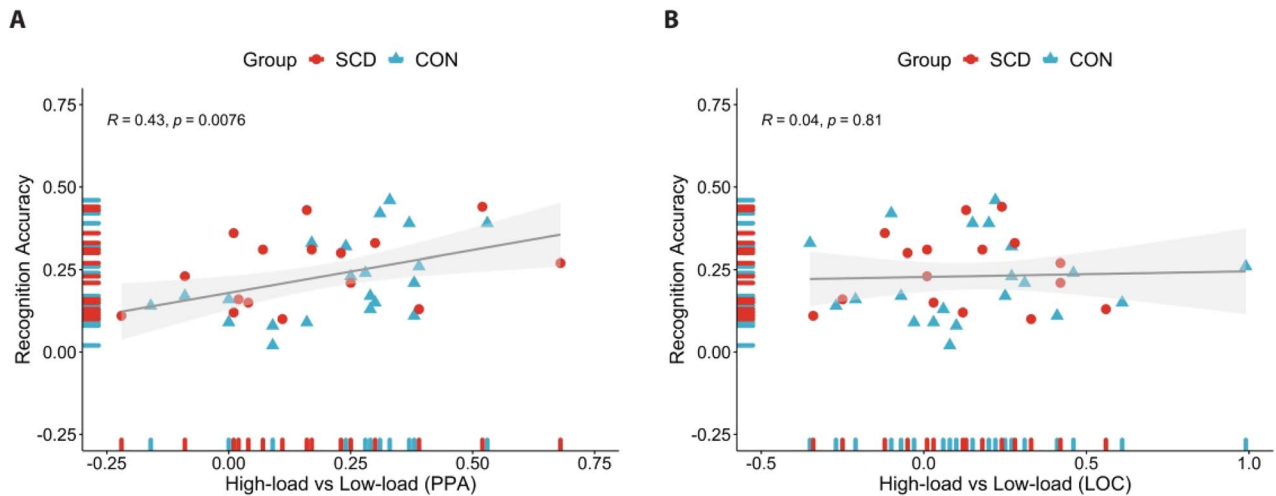 A
Group SCD CON
0.75
R = 0.43, p = 0.0076
0.50
0.25
0.00
-0.25
Recognition Accuracy
-0.25 0.00 0.25 0.50 0.75
High-load vs Low-load (PPA)
B
Group SCD CON
0.75
R = 0.04, p = 0.81
0.50
0.25
0.00
-0.25
Recognition Accuracy
-0.5 0.0 0.5 1.0
High-load vs Low-load (LOC)